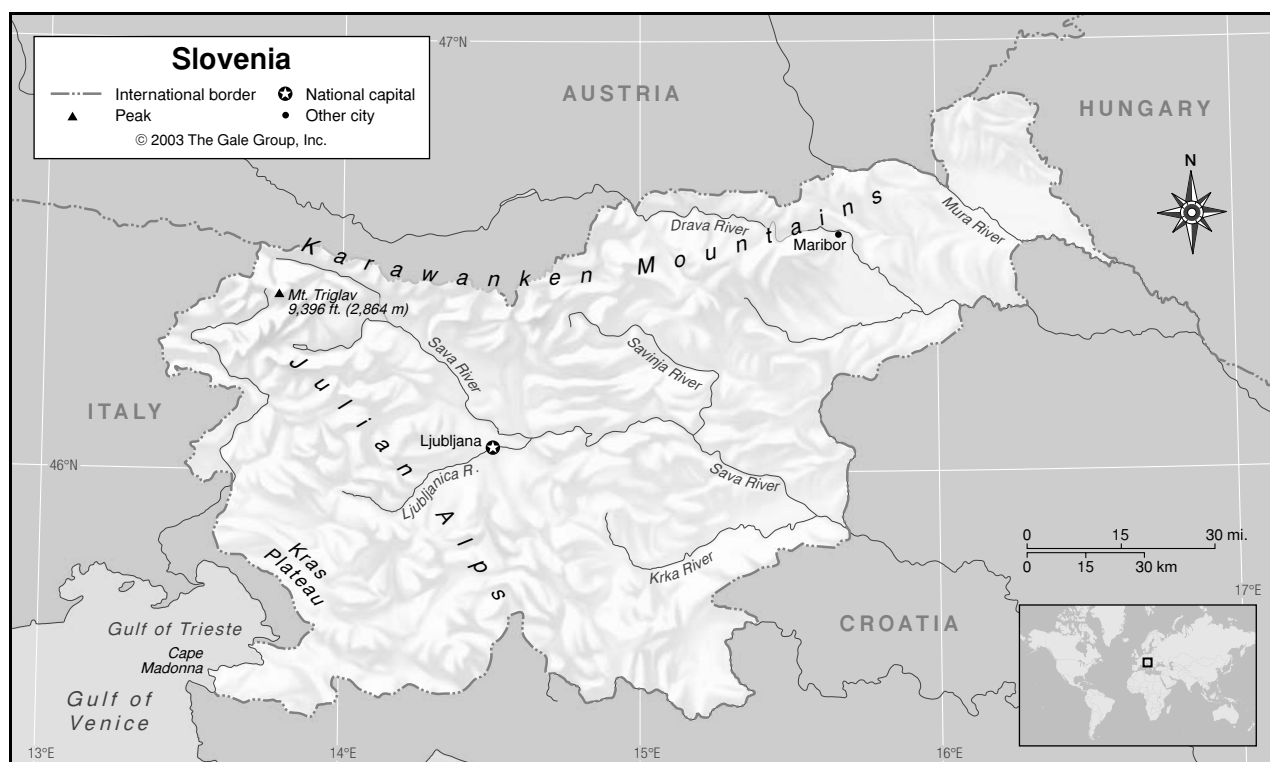 Slovenia
International border
National capital
Peak
Other city
© 2003 The Gale Group, Inc.
47°N
AUSTRIA
HUNGARY
N
Karawanken Mountains
Drava River
Maribor
Mura River
Mt. Triglav
9,396 ft. (2,864 m)
Julian Alps
Sava River
Savinja River
ITALY
Ljubljana
46°N
Ljubljanica R.
Sava River
Krka River
Kras
Plateau
0 15 30 mi.
0 15 30 km
17°E
Gulf of Trieste
Cape
Madonna
CROATIA
Gulf of
Venice
13°E
14°E
15°E
16°E